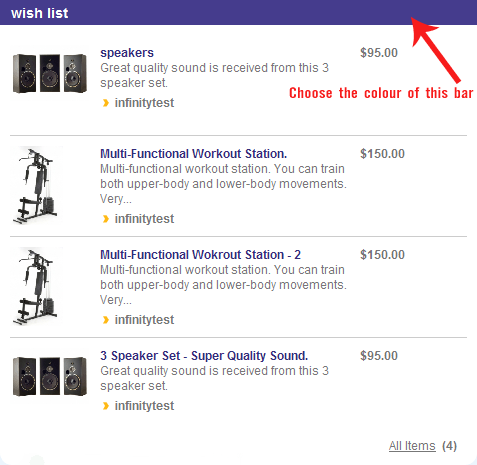 wish list
speakers $95.00
Great quality sound is received from this 3
speaker set.
infinitytest
Choose the colour of this bar
Multi-Functional Workout Station. $150.00
Multi-functional workout station. You can train
both upper-body and lower-body movements.
Very...
infinitytest
Multi-Functional Wokrout Station - 2 $150.00
Multi-functional workout station. You can train
both upper-body and lower-body movements.
Very...
infinitytest
3 Speaker Set - Super Quality Sound. $95.00
Great quality sound is received from this 3
speaker set.
infinitytest
All Items (4)